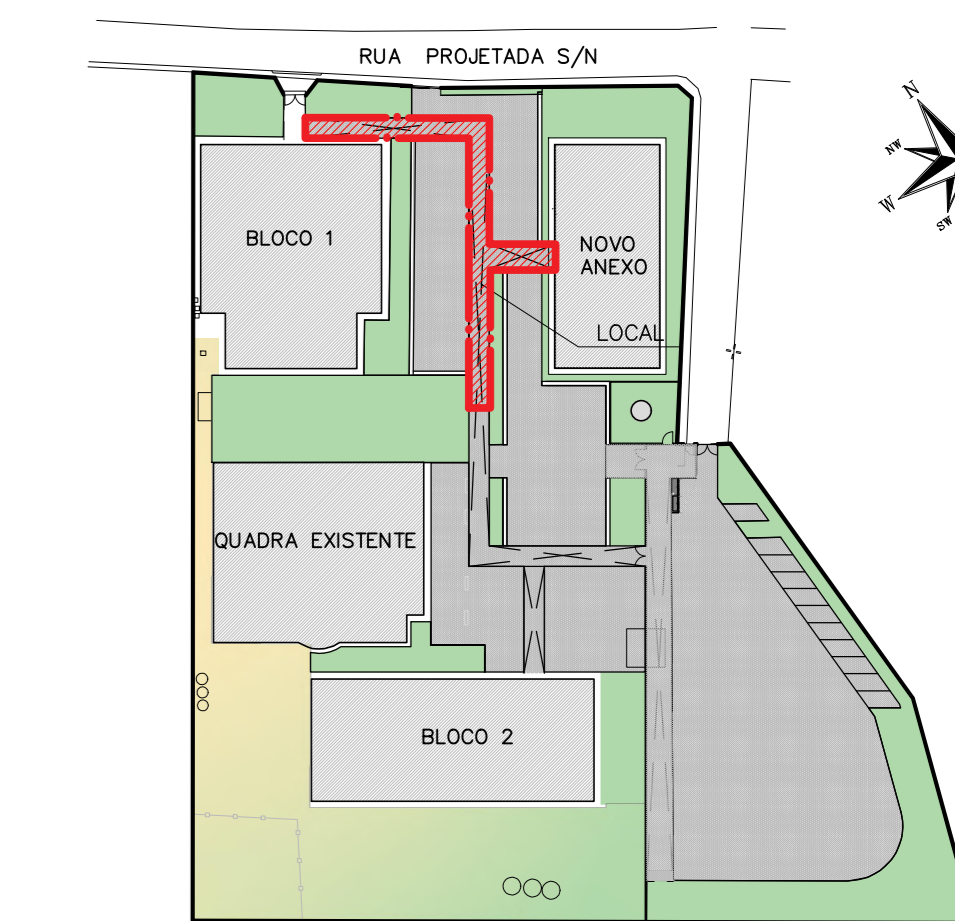 RUA PROJETADA S/N
N
NW
W
SW
BLOCO 1
NOVO
ANEXO
LOCAL
QUADRA EXISTENTE
BLOCO 2